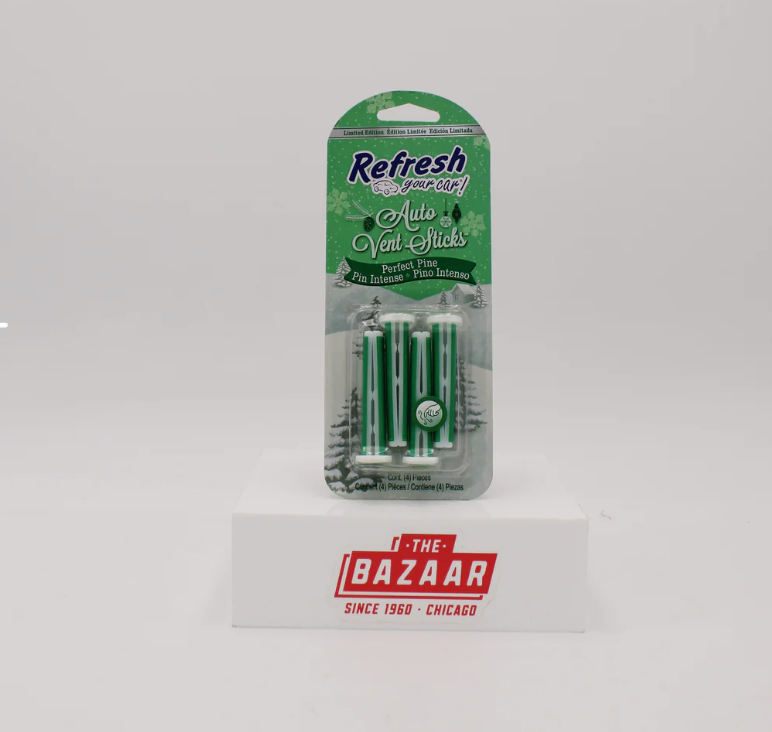 Limited Edition Édition Limitée Edición Limitada
Refresh
your car!
Auto
Vent Sticks
Perfect Pine
Pin Intense • Pino Intenso
Cont. (4) Pieces
Contient (4) Pièces / Contiene (4) Piezas
·THE·
BAZAAR
SINCE 1960 · CHICAGO